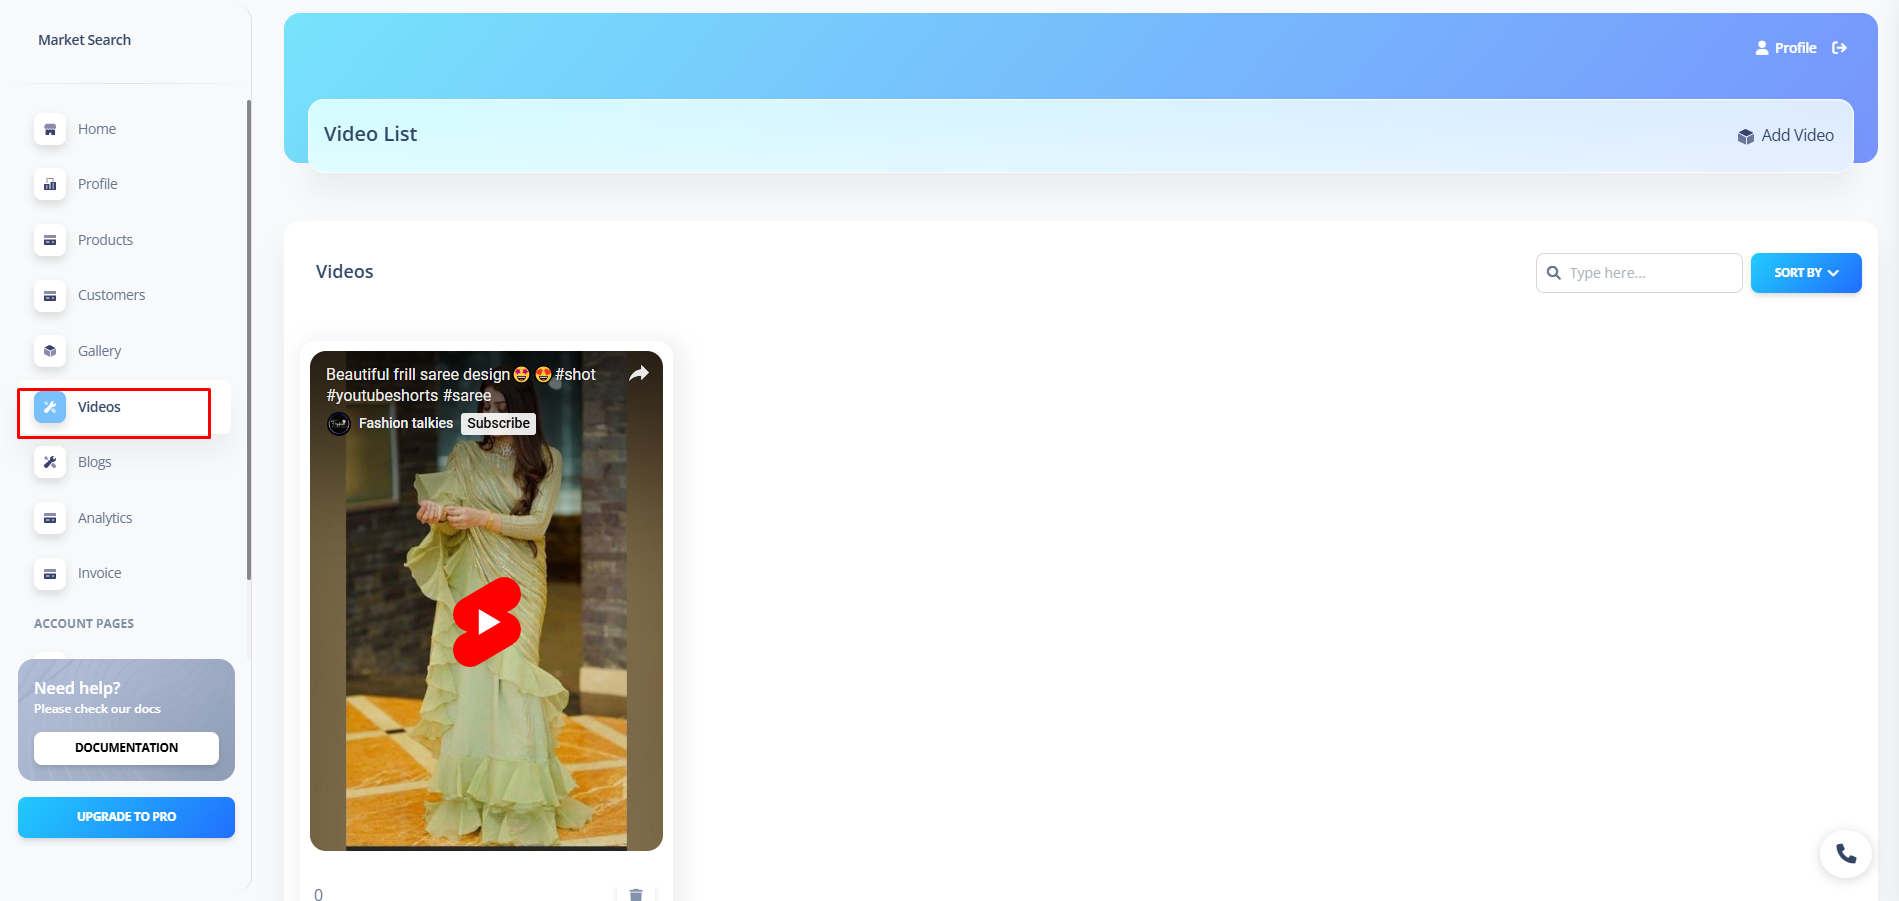 Market Search
Home
Profile
Products
Customers
Gallery
Videos
Blogs
Analytics
Invoice
ACCOUNT PAGES
Need help?
Please check our docs
DOCUMENTATION
UPGRADE TO PRO
Profile
Video List
Add Video
Videos
Type here...
SORT BY
Beautiful frill saree design🤩 😍#shot
#youtubeshorts #saree
Fashion talkies Subscribe
0